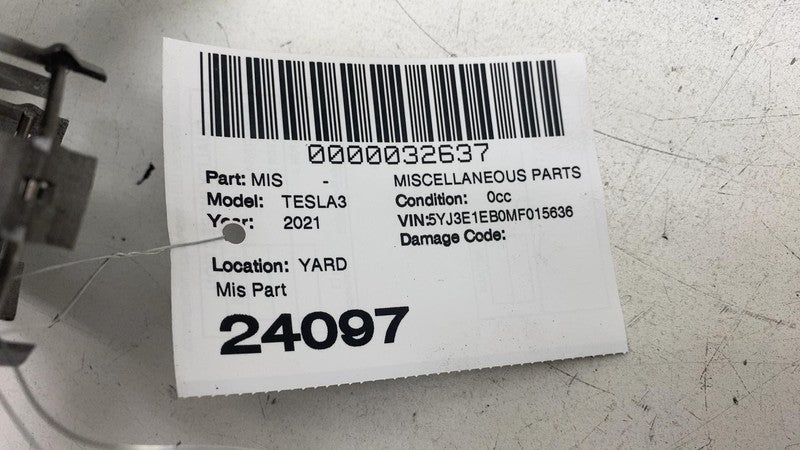 0000032637
Part: MIS - MISCELLANEOUS PARTS
Model: TESLA3 Condition: 0cc
Year: 2021 VIN:5YJ3E1EB0MF015636
Damage Code:
Location: YARD
Mis Part
24097